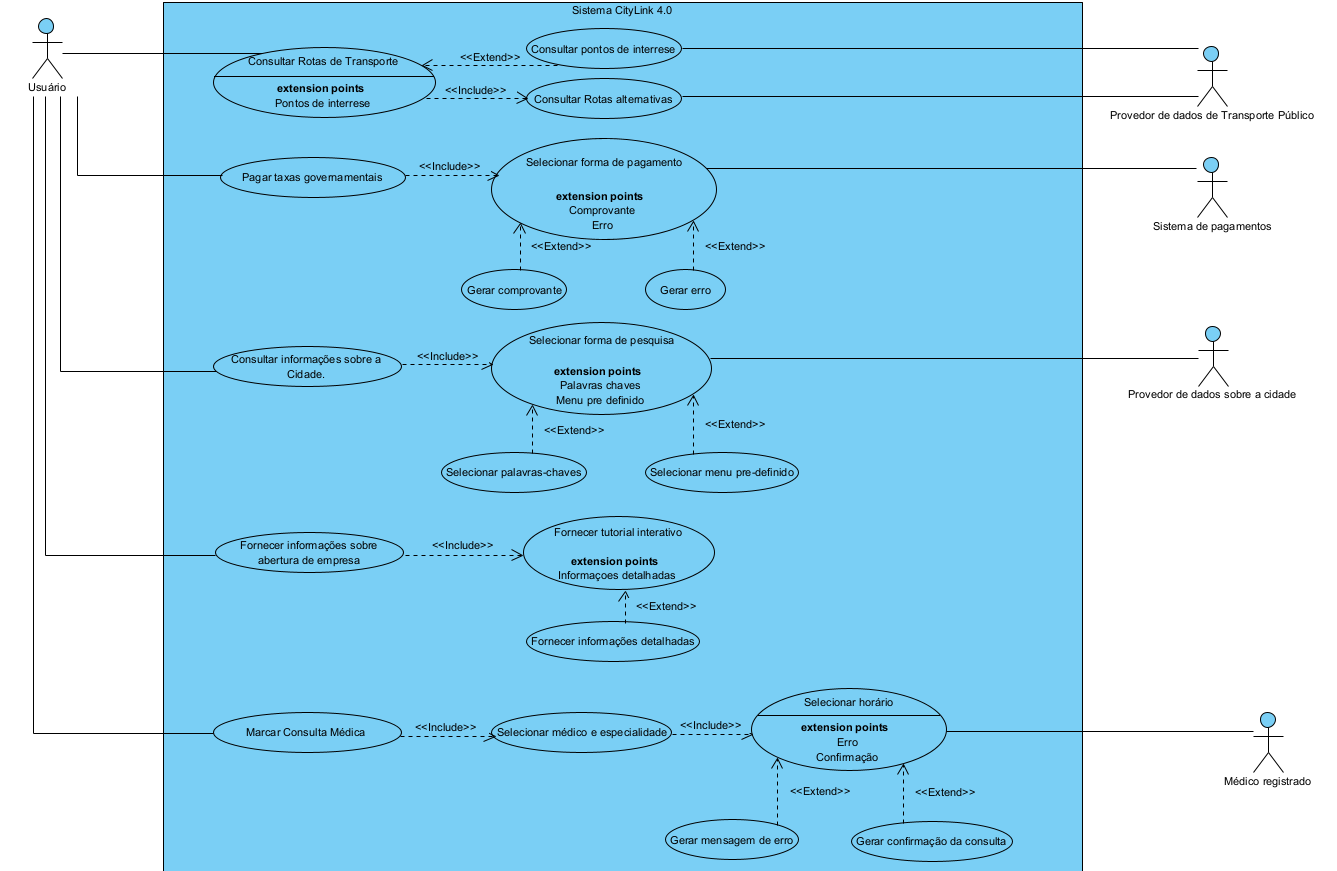 Sistema CityLink 4.0
Usuário
Consultar Rotas de Transporte
extension points
Pontos de interrese
<<Extend>>
Consultar pontos de interrese
<<Include>>
Consultar Rotas alternativas
Provedor de dados de Transporte Público
Pagar taxas governamentais
<<Include>>
Selecionar forma de pagamento
extension points
Comprovante
Erro
Sistema de pagamentos
<<Extend>>
<<Extend>>
Gerar comprovante
Gerar erro
Consultar informações sobre a
Cidade.
<<Include>>
Selecionar forma de pesquisa
extension points
Palavras chaves
Menu pre definido
Provedor de dados sobre a cidade
<<Extend>>
<<Extend>>
Selecionar palavras-chaves
Selecionar menu pre-definido
Fornecer informações sobre
abertura de empresa
<<Include>>
Fornecer tutorial interativo
extension points
Informaçoes detalhadas
<<Extend>>
Fornecer informações detalhadas
Marcar Consulta Médica
<<Include>>
Selecionar médico e especialidade
<<Include>>
Selecionar horário
extension points
Erro
Confirmação
Médico registrado
<<Extend>>
<<Extend>>
Gerar mensagem de erro
Gerar confirmação da consulta